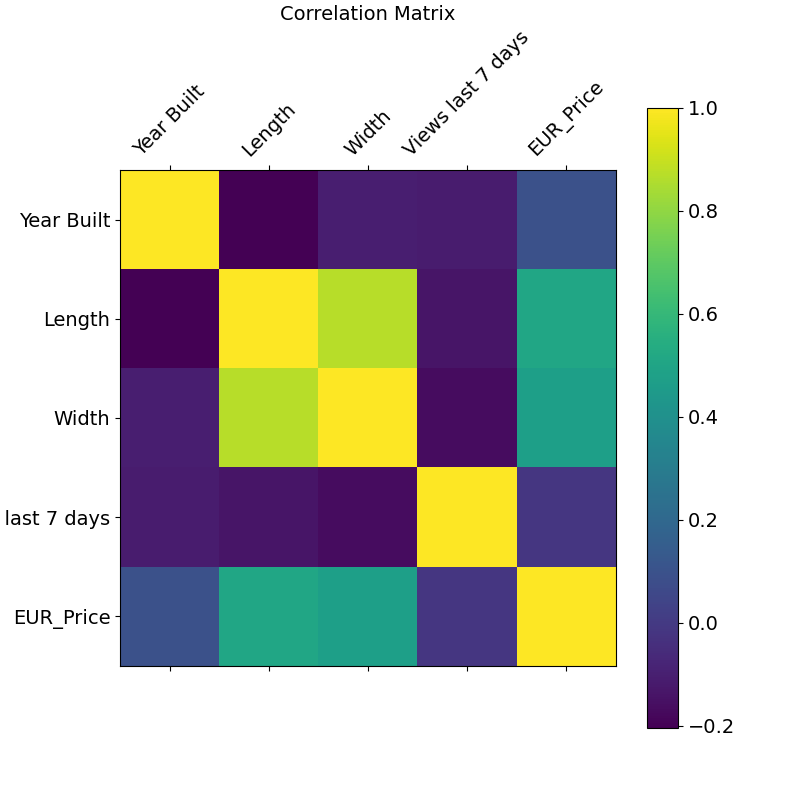 Correlation Matrix
Year Built
Length
Width
Views last 7 days
EUR_Price
Year Built
Length
Width
last 7 days
EUR_Price
1.0
0.8
0.6
0.4
0.2
0.0
−0.2